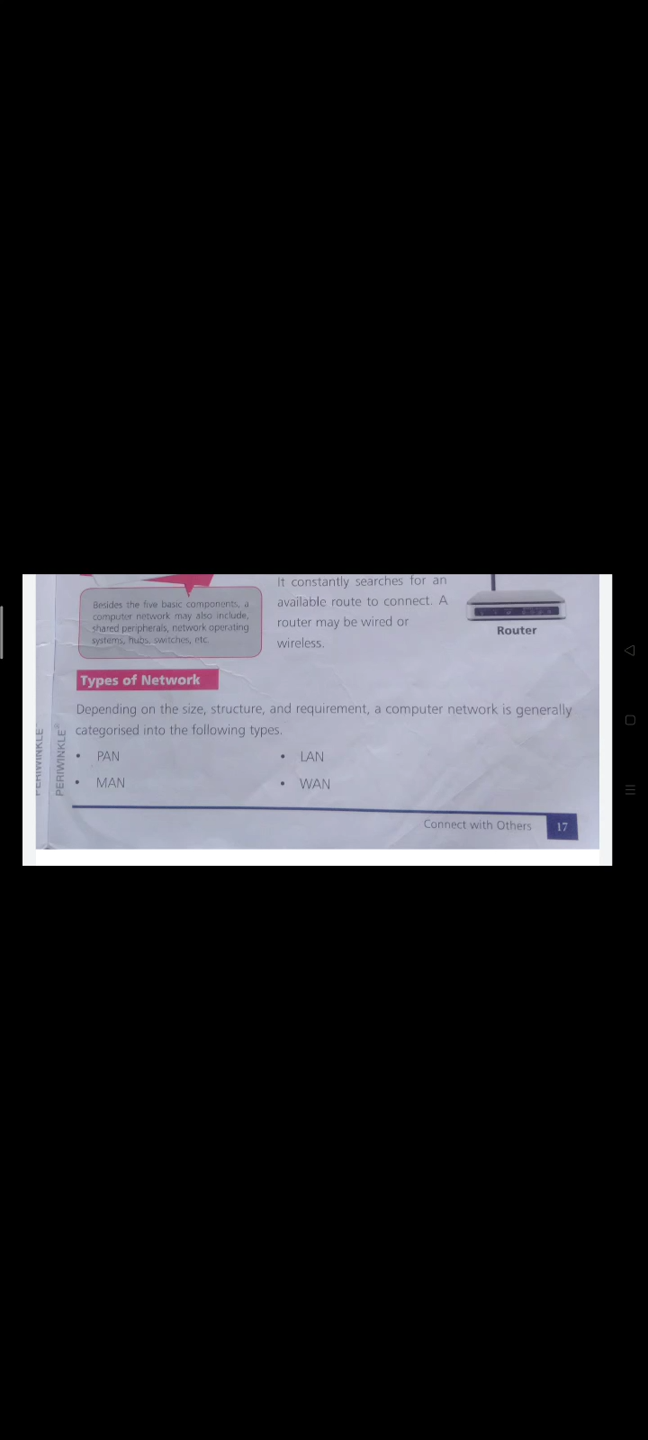 It constantly searches for an
available route to connect. A
router may be wired or
wireless.
Besides the five basic components, a
computer network may also include,
shared peripherals, network operating
systems, hubs, switches, etc.
Router
Types of Network
Depending on the size, structure, and requirement, a computer network is generally
categorised into the following types.
• PAN
• LAN
• MAN
• WAN
PERIWINKLE
PERIWINKLE®
Connect with Others 17